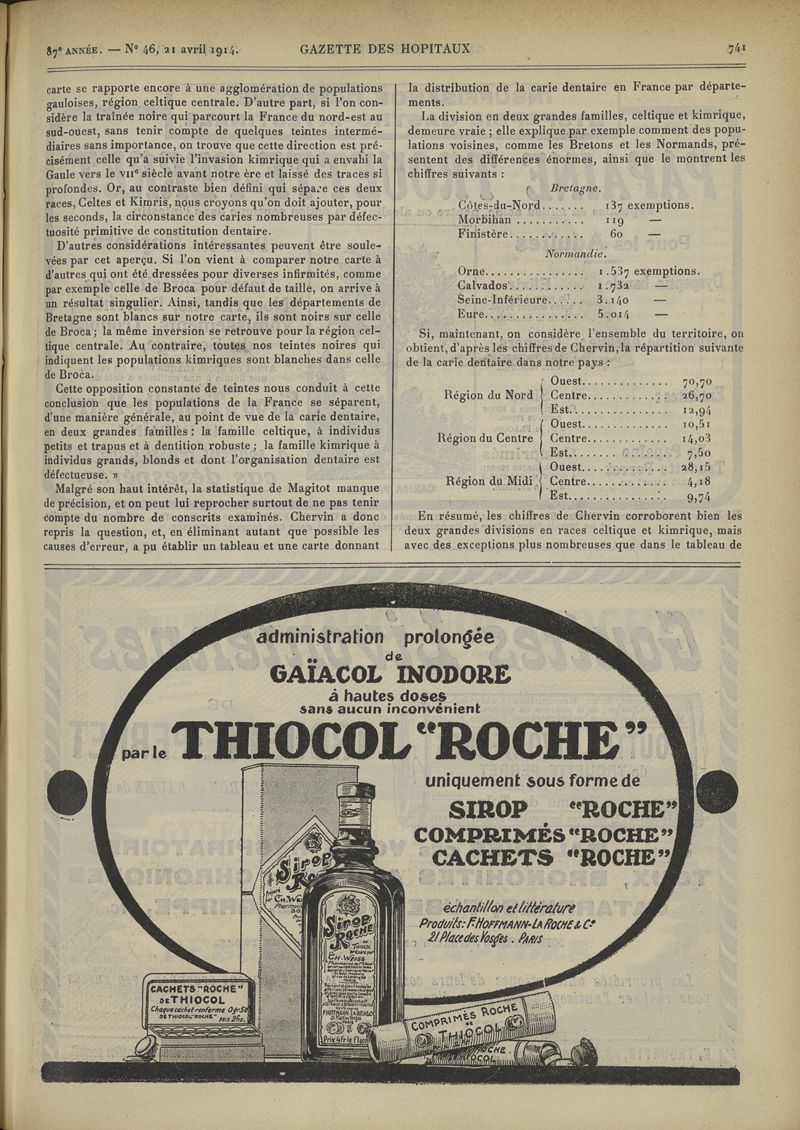 87e ANNÉE. — No 46, 21 avril 1914.
GAZETTE DES HOPITAUX
741
carte se rapporte encore à une agglomération de populations
gauloises, région celtique centrale. D'autre part, si l'on con-
sidère la traînée noire qui parcourt la France du nord-est au
sud-ouest, sans tenir compte de quelques teintes intermé-
diaires sans importance, on trouve que cette direction est pré-
cisément celle qu'a suivie l'invasion kimrique qui a envahi la
Gaule vers le VIIe siècle avant notre ère et laissé des traces si
profondes. Or, au contraste bien défini qui sépare ces deux
races, Celtes et Kimris, nous croyons qu'on doit ajouter, pour
les seconds, la circonstance des caries nombreuses par défec-
tuosité primitive de constitution dentaire.
D'autres considérations intéressantes peuvent être soule-
vées par cet aperçu. Si l'on vient à comparer notre carte à
d'autres qui ont été dressées pour diverses infirmités, comme
par exemple celle de Broca pour défaut de taille, on arrive à
un résultat singulier. Ainsi, tandis que les départements de
Bretagne sont blancs sur notre carte, ils sont noirs sur celle
de Broca; la même inversion se retrouve pour la région cel-
tique centrale. Au contraire, toutes nos teintes noires qui
indiquent les populations kimriques sont blanches dans celle
de Broca.
Cette opposition constante de teintes nous conduit à cette
conclusion que les populations de la France se séparent,
d'une manière générale, au point de vue de la carie dentaire,
en deux grandes familles : la famille celtique, à individus
petits et trapus et à dentition robuste; la famille kimrique à
individus grands, blonds et dont l'organisation dentaire est
défectueuse. »
Malgré son haut intérêt, la statistique de Magitot manque
de précision, et on peut lui reprocher surtout de ne pas tenir
compte du nombre de conscrits examinés. Chervin a donc
repris la question, et, en éliminant autant que possible les
causes d'erreur, a pu établir un tableau et une carte donnant
la distribution de la carie dentaire en France par départe-
ments.
La division en deux grandes familles, celtique et kimrique,
demeure vraie ; elle explique par exemple comment des popu-
lations voisines, comme les Bretons et les Normands, pré-
sentent des différences énormes, ainsi que le montrent les
chiffres suivants :
Bretagne.
Côtes-du-Nord....... 137 exemptions.
Morbihan ........... 119 —
Finistère........... 60 —
Normandie.
Orne............... 1.537 exemptions.
Calvados........... 1.732 —
Seine-Inférieure...... 3.140 —
Eure............... 5.014 —
Si, maintenant, on considère l'ensemble du territoire, on
obtient, d'après les chiffres de Chervin, la répartition suivante
de la carie dentaire dans notre pays :
Ouest.............. 70,70
Région du Nord Centre............. 26,70
Est............... 12,94
Ouest.............. 10,51
Région du Centre Centre............. 14,03
Est............... 7,50
Ouest.............. 28,15
Région du Midi Centre............. 4,18
Est............... 9,74
En résumé, les chiffres de Chervin corroborent bien les
deux grandes divisions en races celtique et kimrique, mais
avec des exceptions plus nombreuses que dans le tableau de
administration prolongée
de
GAÏACOL INODORE
à hautes doses
sans aucun inconvénient
par le THIOCOL "ROCHE"
uniquement sous forme de
SIROP "ROCHE"
COMPRIMÉS "ROCHE"
CACHETS "ROCHE"
échantillon et littérature
Produits: F. HOFFMANN-LA ROCHE & Co
21 Place des Vosges. PARIS
Sirop
Sirop
ROCHE
CH. WEISS
F. HOFFMANN-LA ROCHE & Co
Prix 4fr le flacon
CACHETS "ROCHE"
DE THIOCOL
Chaque cachet renferme 0gr50
DE THIOCOL "ROCHE"
COMPRIMÉS ROCHE
DE
THIOCOL